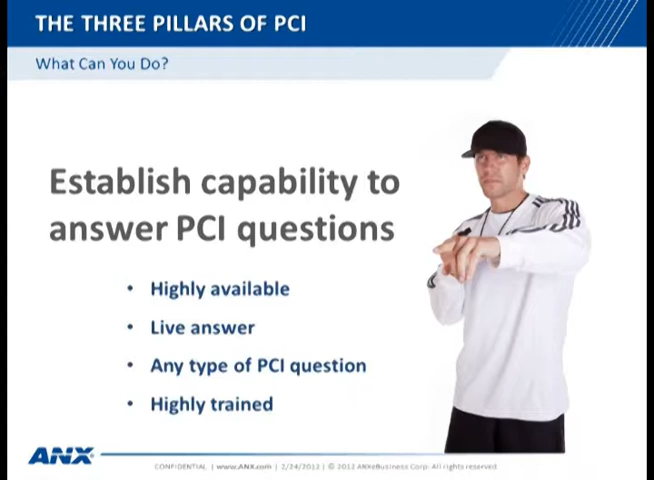 THE THREE PILLARS OF PCI
What Can You Do?
Establish capability to
answer PCI questions
• Highly available
• Live answer
• Any type of PCI question
• Highly trained
ANX
CONFIDENTIAL | www.ANX.com | 2/24/2012 | © 2012 ANXeBusiness Corp. All rights reserved.